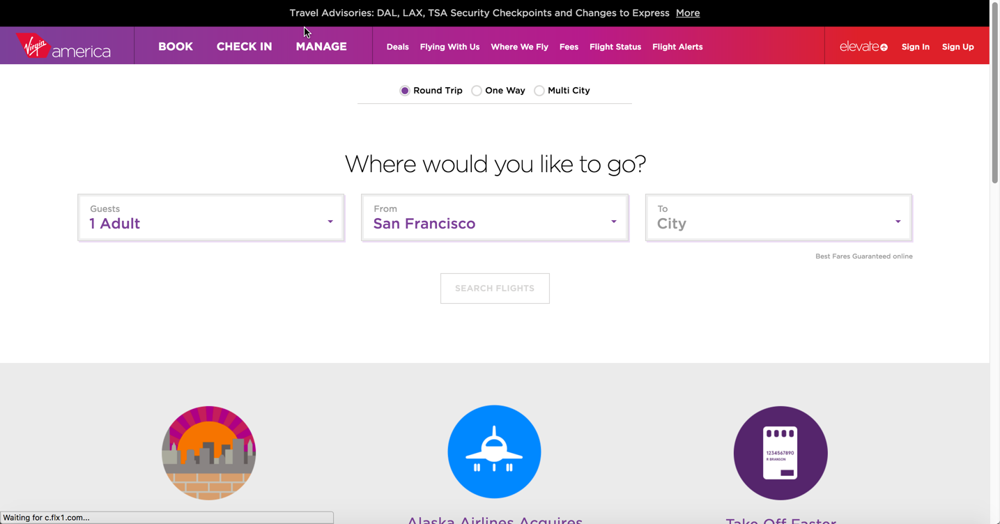 Travel Advisories: DAL, LAX, TSA Security Checkpoints and Changes to Express More
Virgin america
BOOK CHECK IN MANAGE Deals Flying With Us Where We Fly Fees Flight Status Flight Alerts elevate Sign In Sign Up
Round Trip One Way Multi City
Where would you like to go?
Guests
1 Adult
From
San Francisco
To
City
Best Fares Guaranteed online
SEARCH FLIGHTS
1234567890
R BRANSON
Alaska Airlines Acquires
Take Off Faster
Waiting for c.flx1.com...